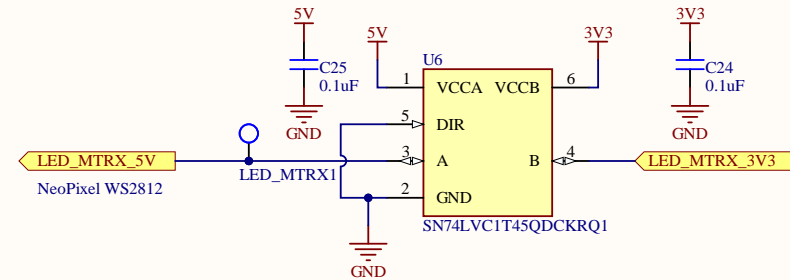 5V
C25
0.1uF
GND
5V
3V3
U6
1
VCCA
VCCB
6
5
DIR
3
A
B
4
2
GND
SN74LVC1T45QDCKRQ1
3V3
C24
0.1uF
GND
LED_MTRX_5V
NeoPixel WS2812
LED_MTRX1
LED_MTRX_3V3
GND